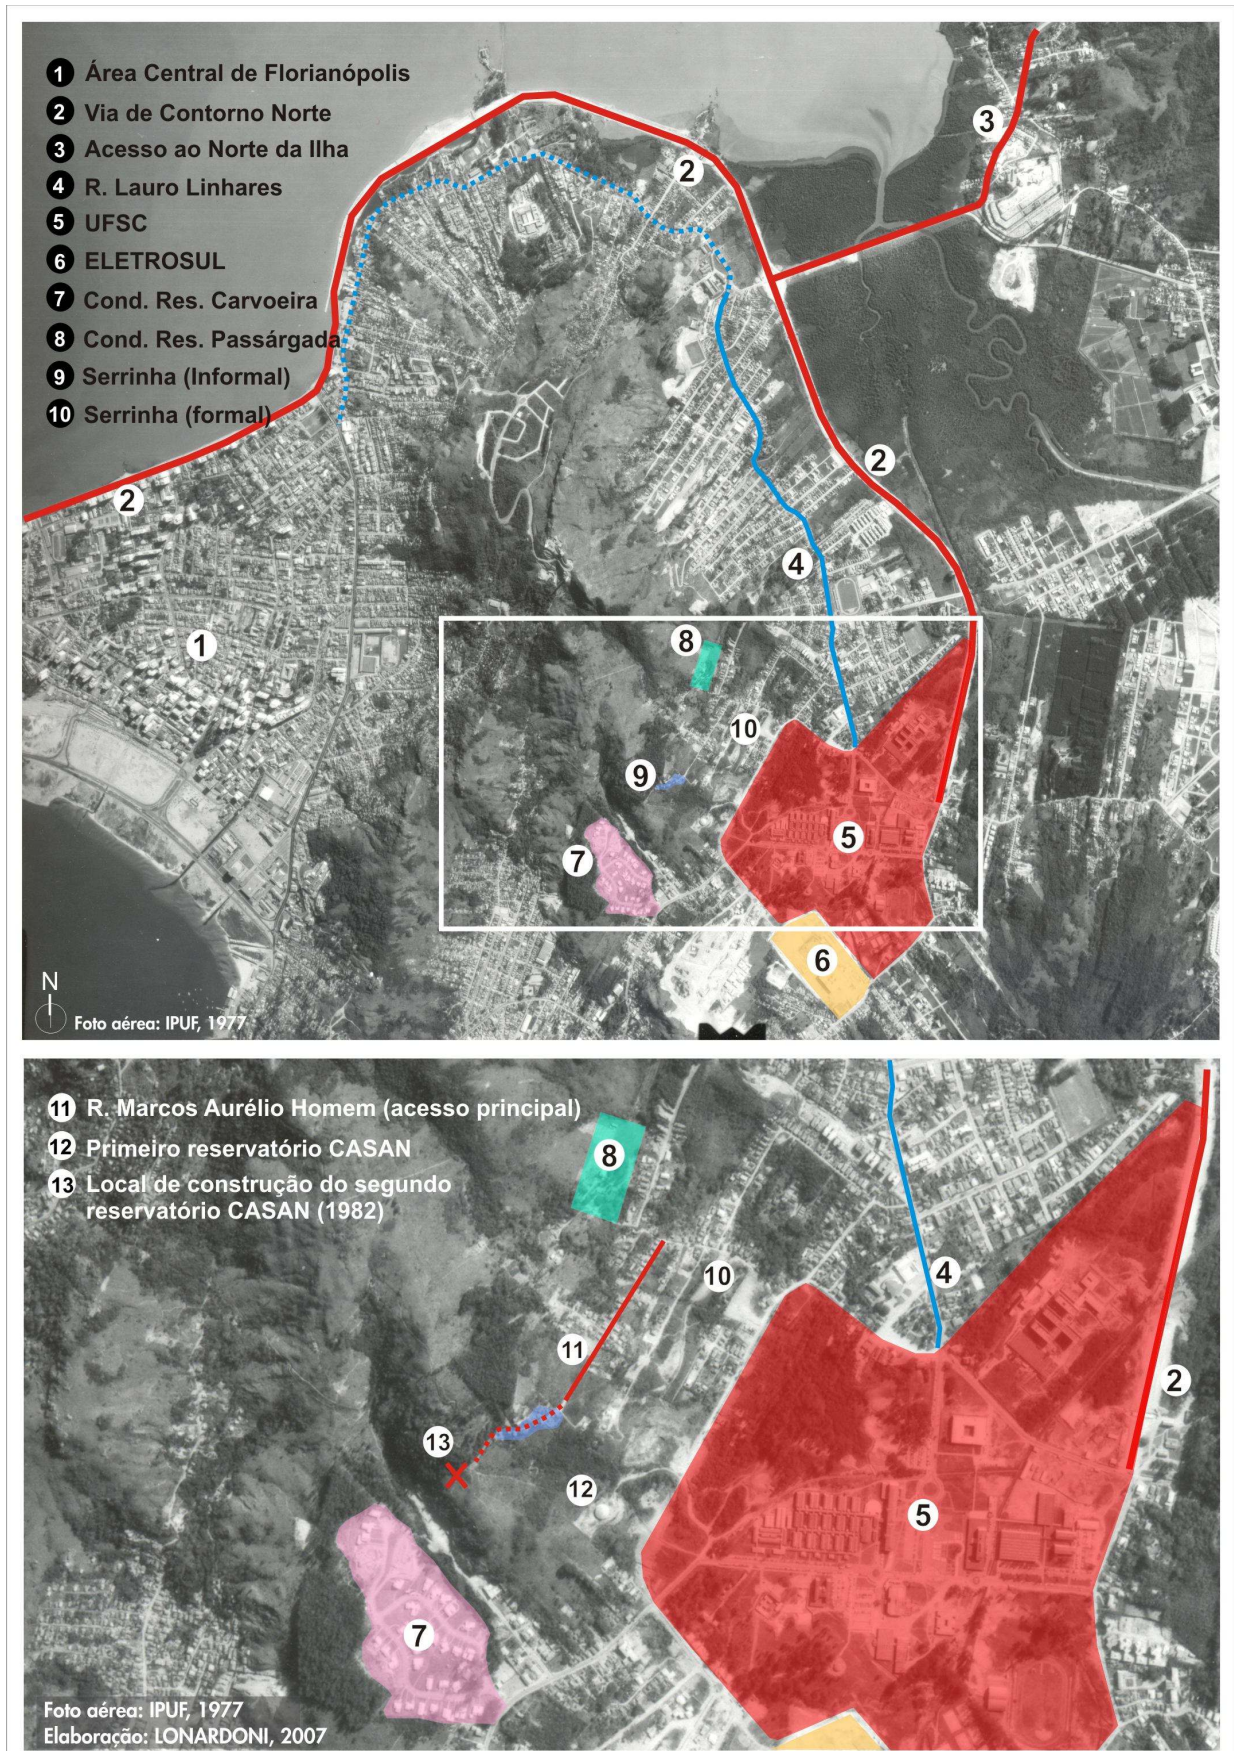 1 Área Central de Florianópolis
2 Via de Contorno Norte
3 Acesso ao Norte da Ilha
4 R. Lauro Linhares
5 UFSC
6 ELETROSUL
7 Cond. Res. Carvoeira
8 Cond. Res. Passárgada
9 Serrinha (Informal)
10 Serrinha (formal)
3
2
2
2
4
1
8
10
9
5
7
6
N
Foto aérea: IPUF, 1977
11 R. Marcos Aurélio Homem (acesso principal)
12 Primeiro reservatório CASAN
13 Local de construção do segundo
reservatório CASAN (1982)
8
10
4
11
2
13
12
5
7
Foto aérea: IPUF, 1977
Elaboração: LONARDONI, 2007